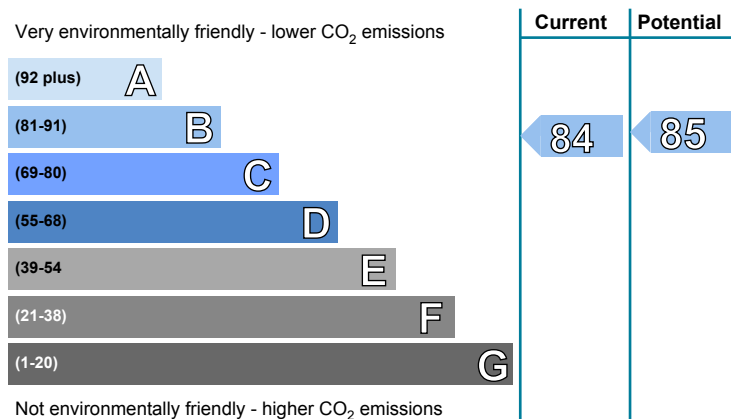 Very environmentally friendly - lower CO2 emissions
Current Potential
(92 plus) A
(81-91) B
84 85
(69-80) C
(55-68) D
(39-54 E
(21-38) F
(1-20) G
Not environmentally friendly - higher CO2 emissions